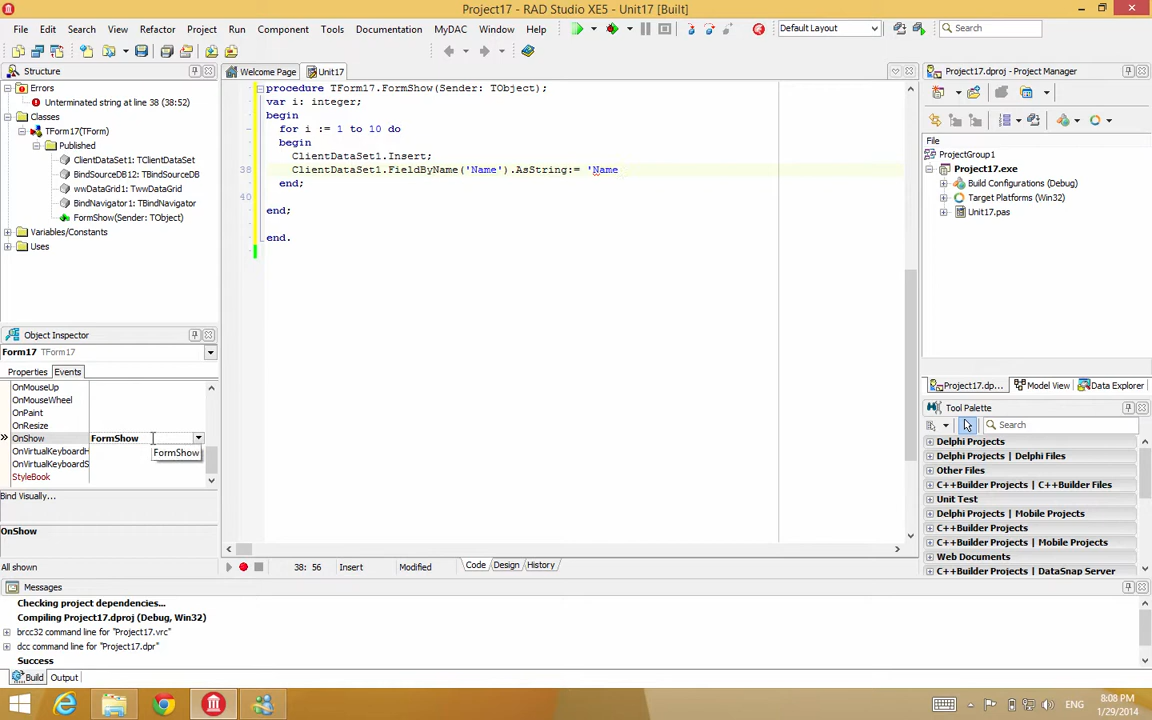 Project17 - RAD Studio XE5 - Unit17 [Built]
File Edit Search View Refactor Project Run Component Tools Documentation MyDAC Window Help
Default Layout
Search
Structure
Errors
Unterminated string at line 38 (38:52)
Classes
TForm17(TForm)
Published
ClientDataSet1: TClientDataSet
BindSourceDB12: TBindSourceDB
wwDataGrid1: TwwDataGrid
BindNavigator1: TBindNavigator
FormShow(Sender: TObject)
Variables/Constants
Uses
Object Inspector
Form17 TForm17
Properties Events
OnMouseUp
OnMouseWheel
OnPaint
OnResize
OnShow FormShow
OnVirtualKeyboardH
FormShow
OnVirtualKeyboardS
StyleBook
Bind Visually...
OnShow
All shown
Welcome Page Unit17
procedure TForm17.FormShow(Sender: TObject);
var i: integer;
begin
for i := 1 to 10 do
begin
ClientDataSet1.Insert;
38 ClientDataSet1.FieldByName('Name').AsString:= 'Name
end;
40
end;
end.
38: 56 Insert Modified Code Design History
Project17.dproj - Project Manager
File
ProjectGroup1
Project17.exe
Build Configurations (Debug)
Target Platforms (Win32)
Unit17.pas
Project17.dp... Model View Data Explorer
Tool Palette
Search
Delphi Projects
Delphi Projects | Delphi Files
Other Files
C++Builder Projects | C++Builder Files
Unit Test
Delphi Projects | Mobile Projects
C++Builder Projects
C++Builder Projects | Mobile Projects
Web Documents
C++Builder Projects | DataSnap Server
Messages
Checking project dependencies...
Compiling Project17.dproj (Debug, Win32)
brcc32 command line for "Project17.vrc"
dcc command line for "Project17.dpr"
Success
Build Output
ENG
8:08 PM
1/29/2014